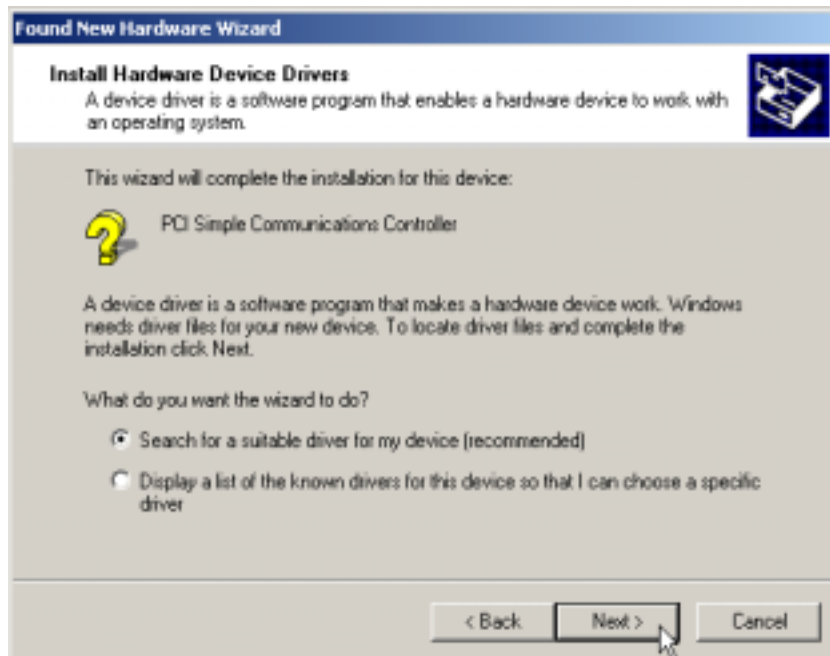 Found New Hardware Wizard
Install Hardware Device Drivers
A device driver is a software program that enables a hardware device to work with
an operating system.
This wizard will complete the installation for this device:
PCI Simple Communications Controller
A device driver is a software program that makes a hardware device work. Windows
needs driver files for your new device. To locate driver files and complete the
installation click Next.
What do you want the wizard to do?
Search for a suitable driver for my device (recommended)
Display a list of the known drivers for this device so that I can choose a specific
driver
< Back Next > Cancel